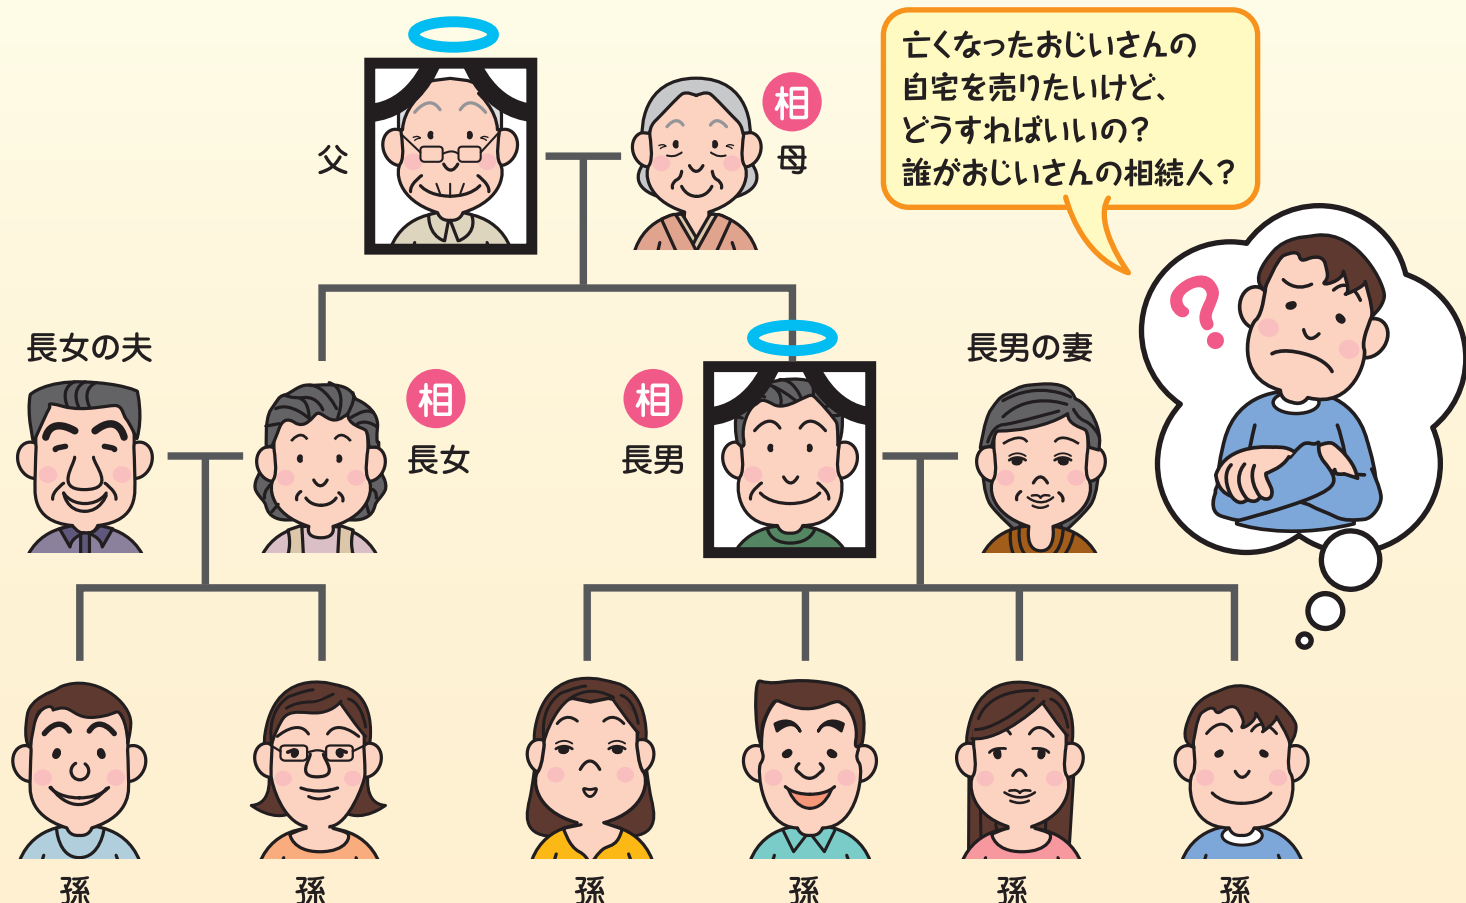 亡くなったおじいさんの
自宅を売りたいけど、
どうすればいいの?
誰がおじいさんの相続人?
父
相
母
長女の夫
相
長女
相
長男
長男の妻
?
孫
孫
孫
孫
孫
孫